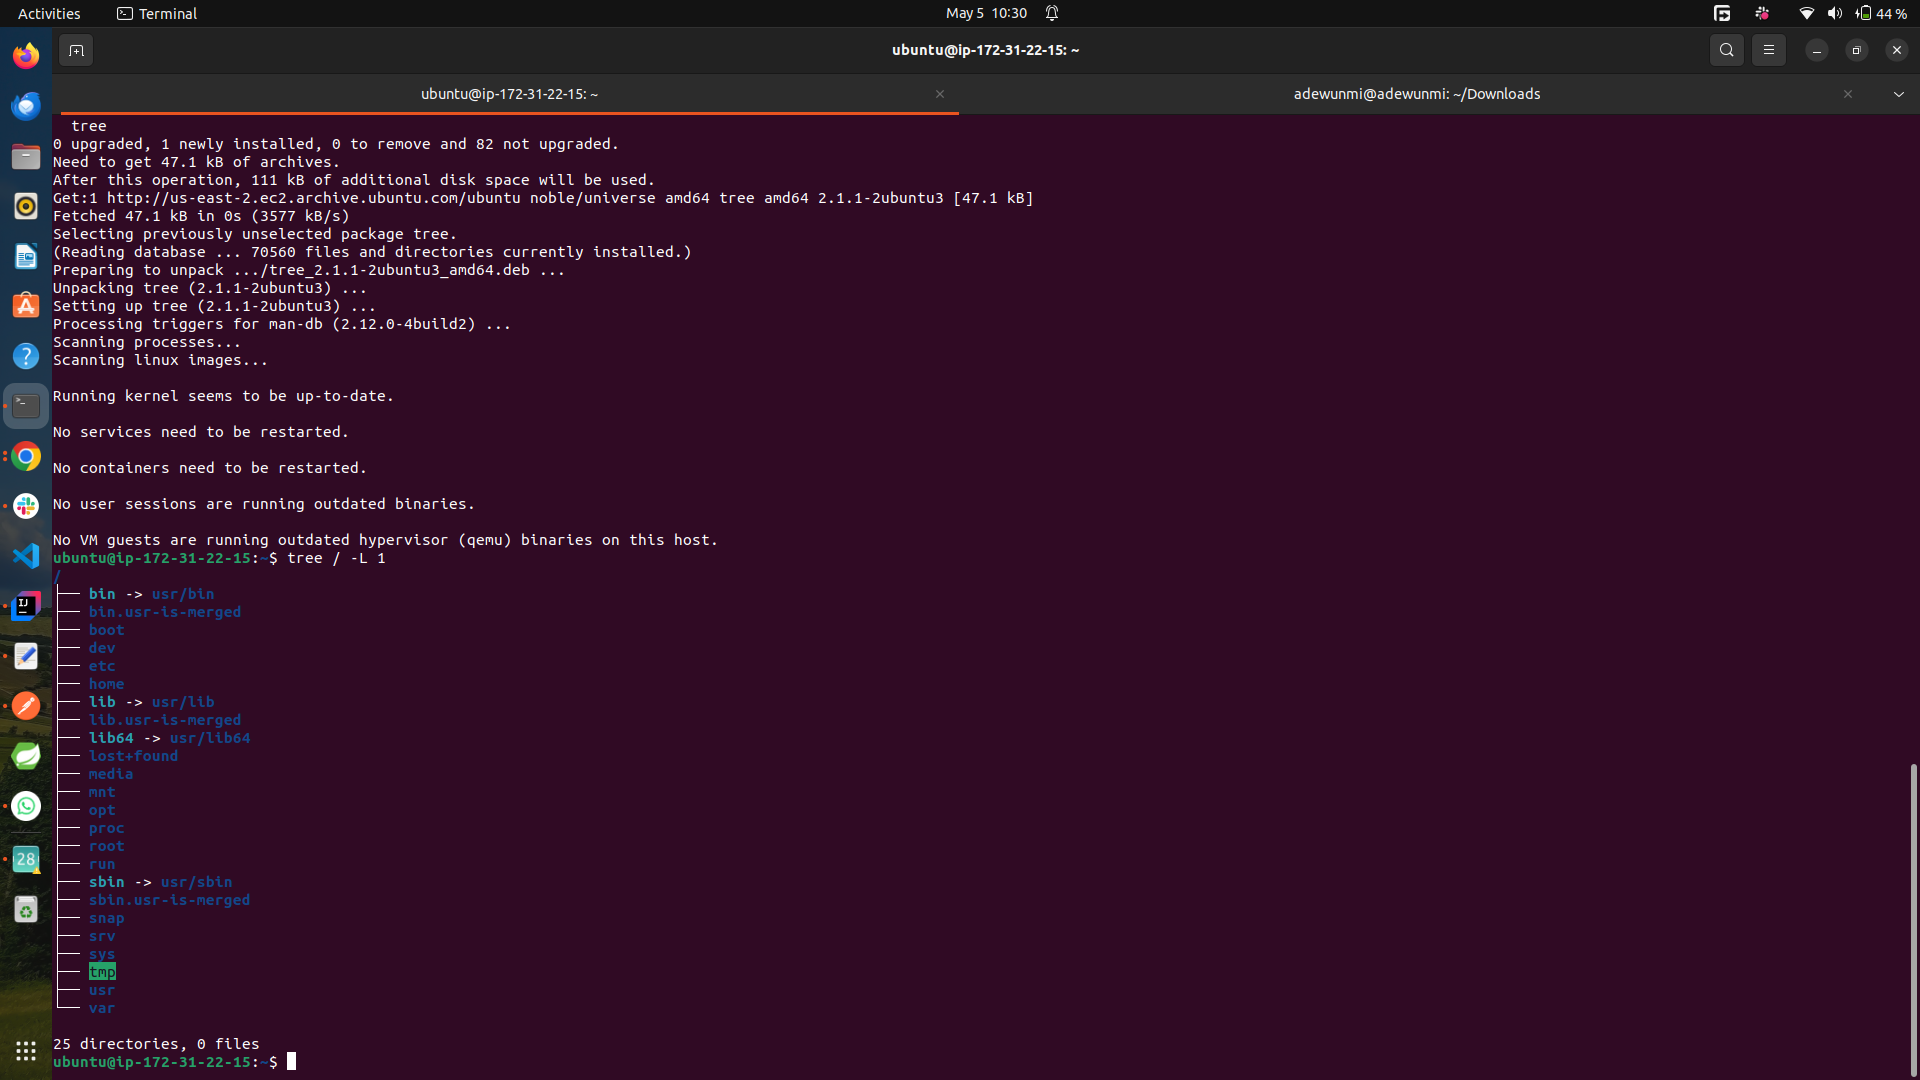 Activities
Terminal
May 5 10:30
44 %
ubuntu@ip-172-31-22-15: ~
ubuntu@ip-172-31-22-15: ~
adewunmi@adewunmi: ~/Downloads
tree
0 upgraded, 1 newly installed, 0 to remove and 82 not upgraded.
Need to get 47.1 kB of archives.
After this operation, 111 kB of additional disk space will be used.
Get:1 http://us-east-2.ec2.archive.ubuntu.com/ubuntu noble/universe amd64 tree amd64 2.1.1-2ubuntu3 [47.1 kB]
Fetched 47.1 kB in 0s (3577 kB/s)
Selecting previously unselected package tree.
(Reading database ... 70560 files and directories currently installed.)
Preparing to unpack .../tree_2.1.1-2ubuntu3_amd64.deb ...
Unpacking tree (2.1.1-2ubuntu3) ...
Setting up tree (2.1.1-2ubuntu3) ...
Processing triggers for man-db (2.12.0-4build2) ...
Scanning processes...
Scanning linux images...
Running kernel seems to be up-to-date.
No services need to be restarted.
No containers need to be restarted.
No user sessions are running outdated binaries.
No VM guests are running outdated hypervisor (qemu) binaries on this host.
ubuntu@ip-172-31-22-15:~$ tree / -L 1
/
├── bin -> usr/bin
├── bin.usr-is-merged
├── boot
├── dev
├── etc
├── home
├── lib -> usr/lib
├── lib.usr-is-merged
├── lib64 -> usr/lib64
├── lost+found
├── media
├── mnt
├── opt
├── proc
├── root
├── run
├── sbin -> usr/sbin
├── sbin.usr-is-merged
├── snap
├── srv
├── sys
├── tmp
├── usr
└── var
25 directories, 0 files
ubuntu@ip-172-31-22-15:~$
IJ
28